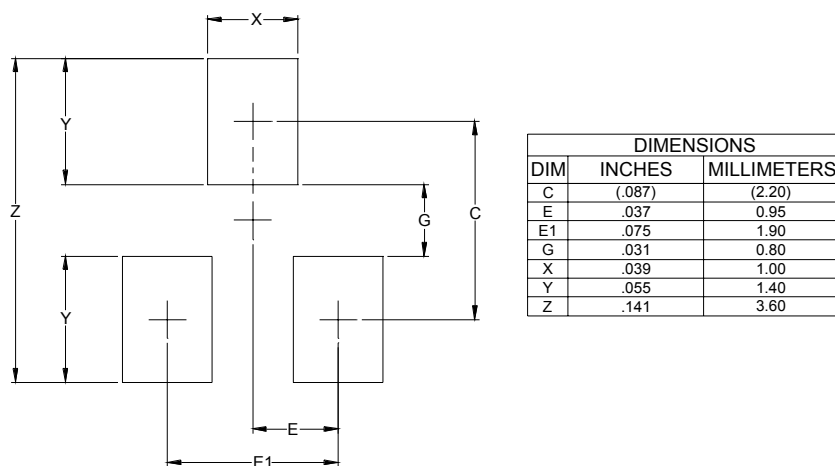 X
Y
Z
G
C
Y
E
E1
DIMENSIONS
DIM INCHES MILLIMETERS
C (.087) (2.20)
E .037 0.95
E1 .075 1.90
G .031 0.80
X .039 1.00
Y .055 1.40
Z .141 3.60